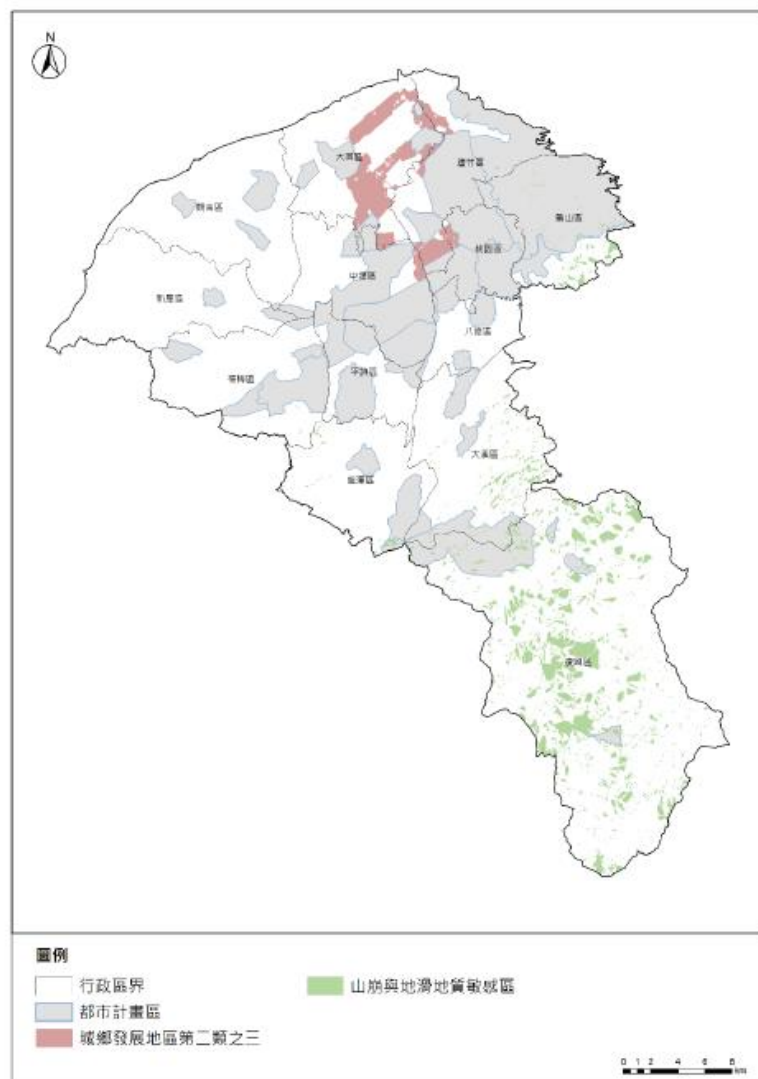 N
大園區
蘆竹區
龜山區
觀音區
桃園區
中壢區
新屋區
八德區
楊梅區
平鎮區
大溪區
龍潭區
復興區
圖例
行政區界
山崩與地滑地質敏感區
都市計畫區
城鄉發展地區第二類之三
0 1 2 4 6 8
km